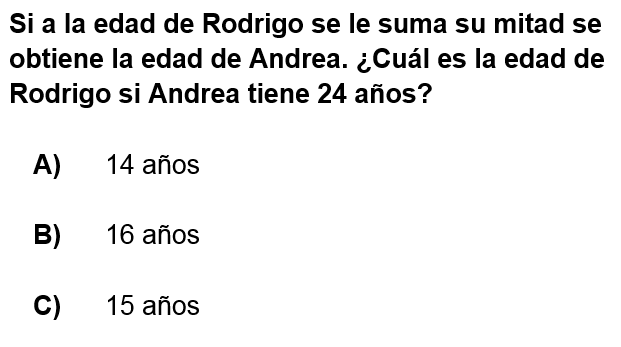 Si a la edad de Rodrigo se le suma su mitad se
obtiene la edad de Andrea. ¿Cuál es la edad de
Rodrigo si Andrea tiene 24 años?
A) 14 años
B) 16 años
C) 15 años